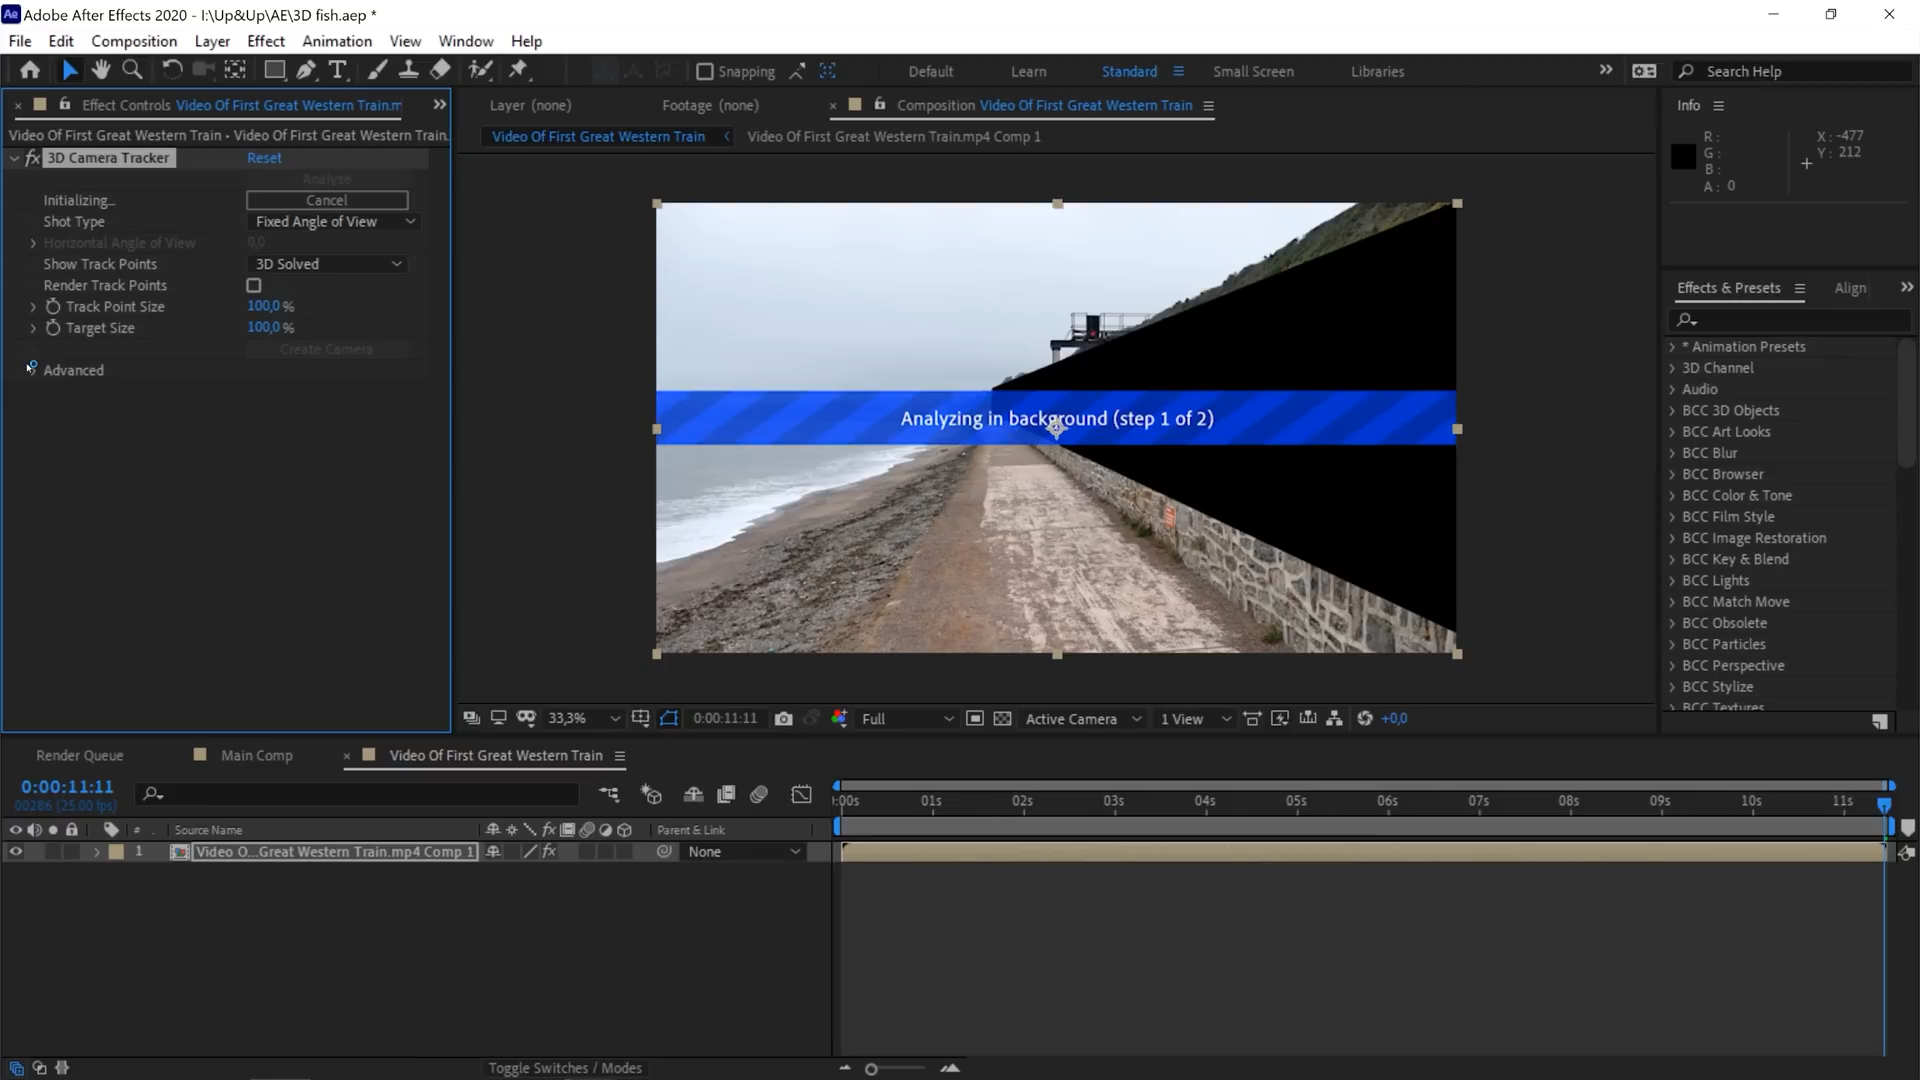 Adobe After Effects 2020 - I:\Up&Up\AE\3D fish.aep *
File Edit Composition Layer Effect Animation View Window Help
Snapping Default Learn Standard Small Screen Libraries Search Help
Effect Controls Video Of First Great Western Train.m
Layer (none) Footage (none) Composition Video Of First Great Western Train
Info
Video Of First Great Western Train • Video Of First Great Western Train.
Video Of First Great Western Train Video Of First Great Western Train.mp4 Comp 1
R :
G :
B :
A : 0
X : -477
Y : 212
fx 3D Camera Tracker Reset
Analyze
Initializing... Cancel
Shot Type Fixed Angle of View
Horizontal Angle of View 0,0
Show Track Points 3D Solved
Render Track Points
Track Point Size 100,0 %
Target Size 100,0 %
Create Camera
Advanced
Analyzing in background (step 1 of 2)
Effects & Presets Align
* Animation Presets
3D Channel
Audio
BCC 3D Objects
BCC Art Looks
BCC Blur
BCC Browser
BCC Color & Tone
BCC Film Style
BCC Image Restoration
BCC Key & Blend
BCC Lights
BCC Match Move
BCC Obsolete
BCC Particles
BCC Perspective
BCC Stylize
BCC Textures
33,3% 0:00:11:11 Full Active Camera 1 View +0,0
Render Queue Main Comp Video Of First Great Western Train
0:00:11:11
00286 (25.00 fps)
:00s 01s 02s 03s 04s 05s 06s 07s 08s 09s 10s 11s
# Source Name fx Parent & Link
1 Video O...Great Western Train.mp4 Comp 1 fx None
Toggle Switches / Modes